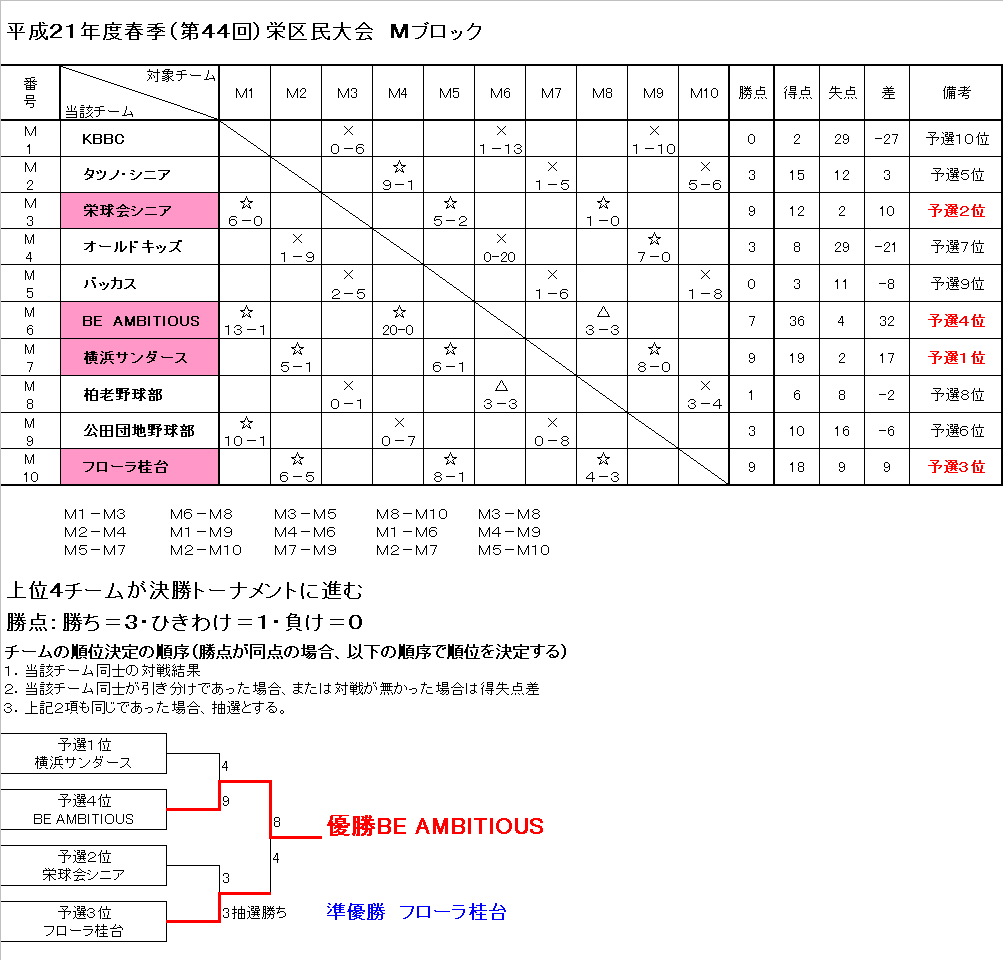 平成21年度春季(第44回)栄区民大会　Mブロック
番号 対象チーム 当該チーム M1 M2 M3 M4 M5 M6 M7 M8 M9 M10 勝点 得点 失点 差 備考
M1 KBBC × 0-6 × 1-13 × 1-10 0 2 29 -27 予選10位
M2 タツノ・シニア ☆ 9-1 × 1-5 × 5-6 3 15 12 3 予選5位
M3 栄球会シニア ☆ 6-0 ☆ 5-2 ☆ 1-0 9 12 2 10 予選2位
M4 オールドキッズ × 1-9 × 0-20 ☆ 7-0 3 8 29 -21 予選7位
M5 バッカス × 2-5 × 1-6 × 1-8 0 3 11 -8 予選9位
M6 BE AMBITIOUS ☆ 13-1 ☆ 20-0 △ 3-3 7 36 4 32 予選4位
M7 横浜サンダース ☆ 5-1 ☆ 6-1 ☆ 8-0 9 19 2 17 予選1位
M8 柏老野球部 × 0-1 △ 3-3 × 3-4 1 6 8 -2 予選8位
M9 公田団地野球部 ☆ 10-1 × 0-7 × 0-8 3 10 16 -6 予選6位
M10 フローラ桂台 ☆ 6-5 ☆ 8-1 ☆ 4-3 9 18 9 9 予選3位
M1-M3 M6-M8 M3-M5 M8-M10 M3-M8
M2-M4 M1-M9 M4-M6 M1-M6 M4-M9
M5-M7 M2-M10 M7-M9 M2-M7 M5-M10
上位4チームが決勝トーナメントに進む
勝点：勝ち＝3・ひきわけ＝1・負け＝0
チームの順位決定の順序(勝点が同点の場合、以下の順序で順位を決定する)
1．当該チーム同士の対戦結果
2．当該チーム同士が引き分けであった場合、または対戦が無かった場合は得失点差
3．上記2項も同じであった場合、抽選とする。
予選1位
横浜サンダース
4
予選4位
BE AMBITIOUS
9
8
優勝BE AMBITIOUS
予選2位
栄球会シニア
4
3
予選3位
フローラ桂台
3抽選勝ち
準優勝　フローラ桂台